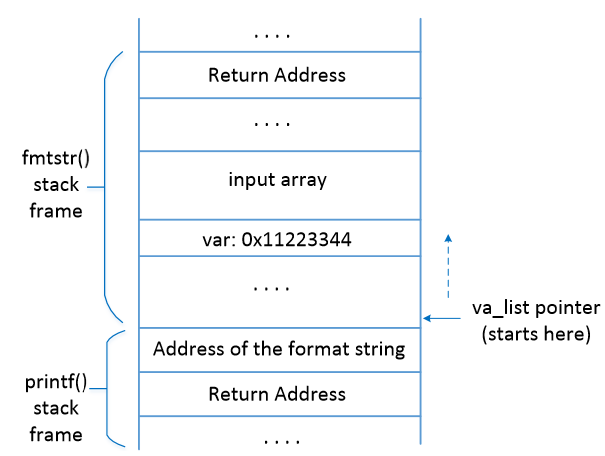 . . . .
Return Address
. . . .
fmtstr()
stack
frame
input array
var: 0x11223344
. . . .
va_list pointer
(starts here)
Address of the format string
printf()
stack
frame
Return Address
. . . .